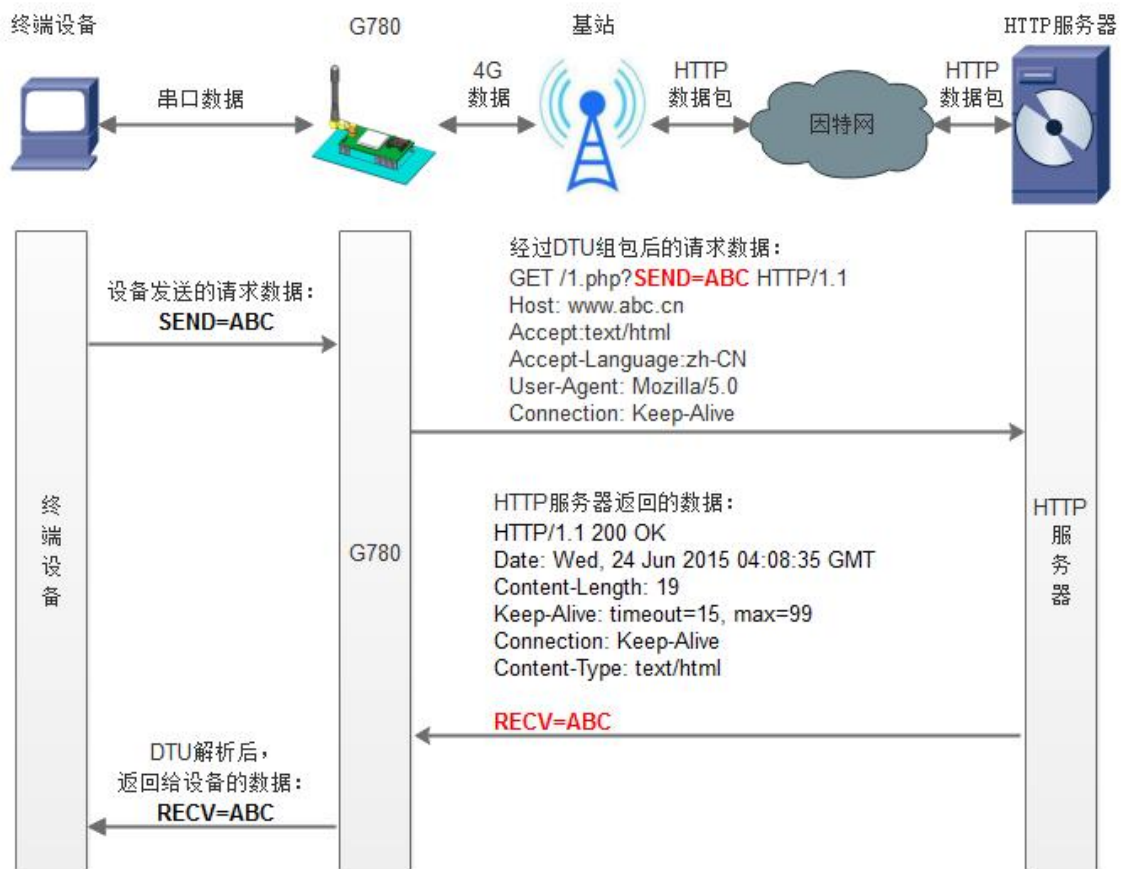 终端设备
G780
基站
HTTP服务器
串口数据
4G
数据
HTTP
数据包
因特网
HTTP
数据包
设备发送的请求数据：
SEND=ABC
经过DTU组包后的请求数据：
GET /1.php?SEND=ABC HTTP/1.1
Host: www.abc.cn
Accept:text/html
Accept-Language:zh-CN
User-Agent: Mozilla/5.0
Connection: Keep-Alive
终
端
设
备
G780
HTTP
服
务
器
HTTP服务器返回的数据：
HTTP/1.1 200 OK
Date: Wed, 24 Jun 2015 04:08:35 GMT
Content-Length: 19
Keep-Alive: timeout=15, max=99
Connection: Keep-Alive
Content-Type: text/html
RECV=ABC
DTU解析后，
返回给设备的数据：
RECV=ABC